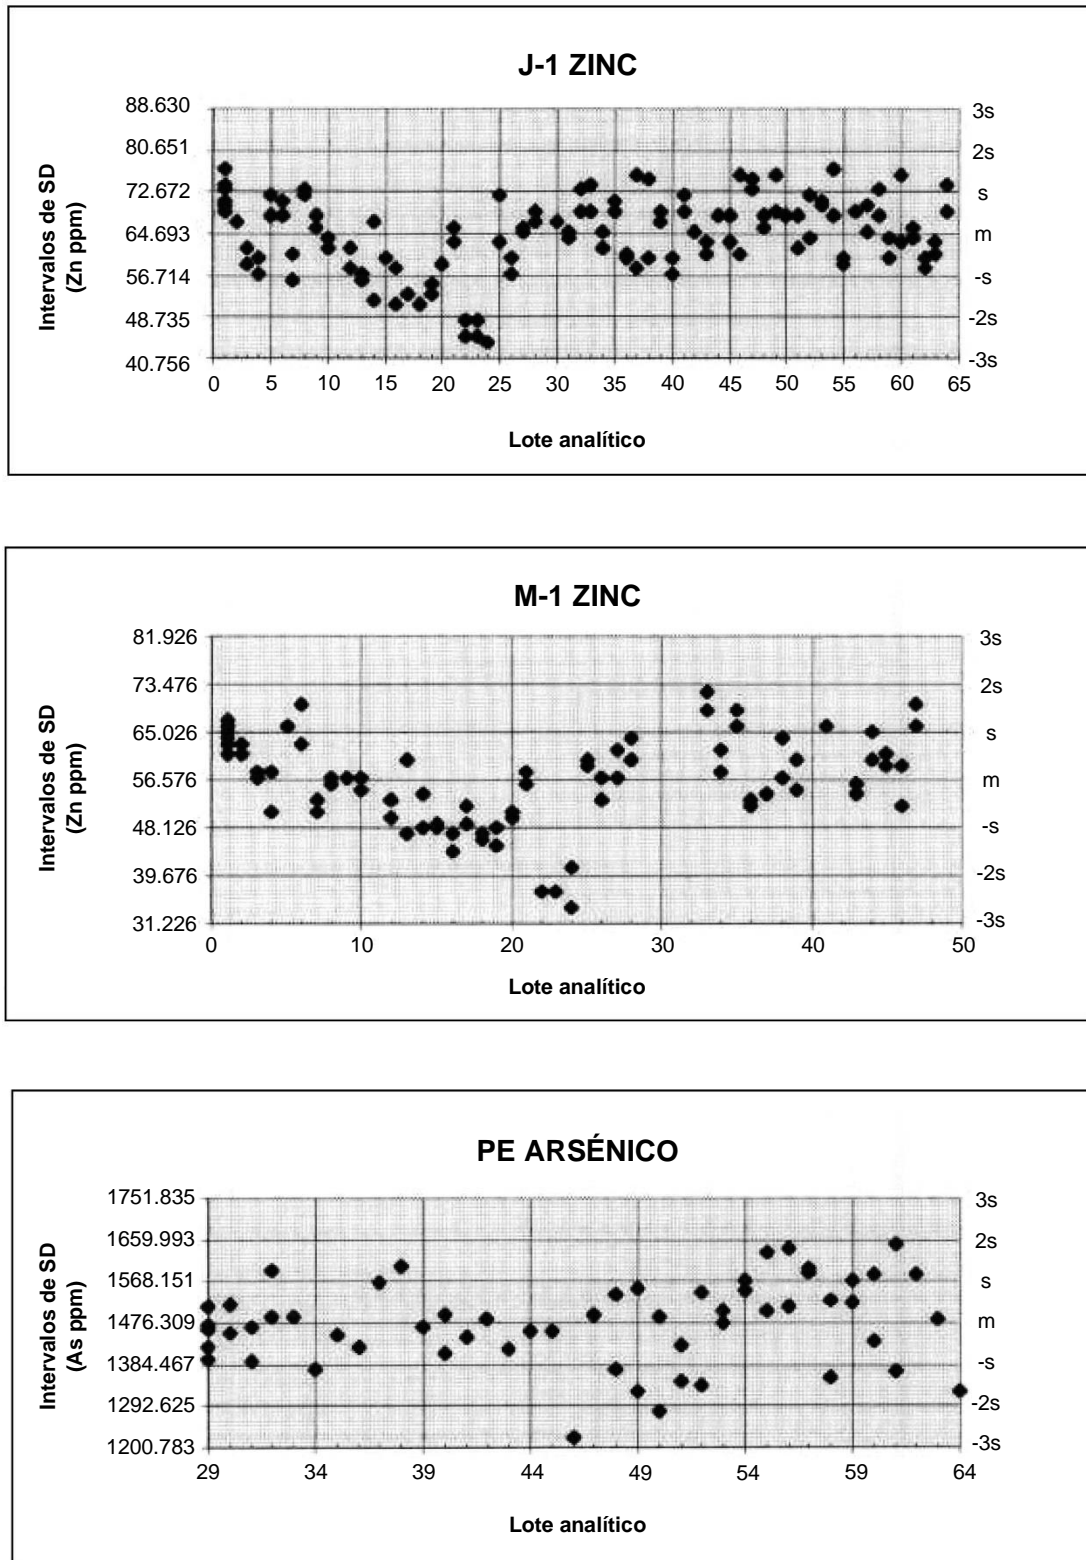 J-1 ZINC
Intervalos de SD
(Zn ppm)
88.630
80.651
72.672
64.693
56.714
48.735
40.756
3s
2s
s
m
-s
-2s
-3s
0 5 10 15 20 25 30 35 40 45 50 55 60 65
Lote analítico
M-1 ZINC
Intervalos de SD
(Zn ppm)
81.926
73.476
65.026
56.576
48.126
39.676
31.226
3s
2s
s
m
-s
-2s
-3s
0 10 20 30 40 50
Lote analítico
PE ARSÉNICO
Intervalos de SD
(As ppm)
1751.835
1659.993
1568.151
1476.309
1384.467
1292.625
1200.783
3s
2s
s
m
-s
-2s
-3s
29 34 39 44 49 54 59 64
Lote analítico